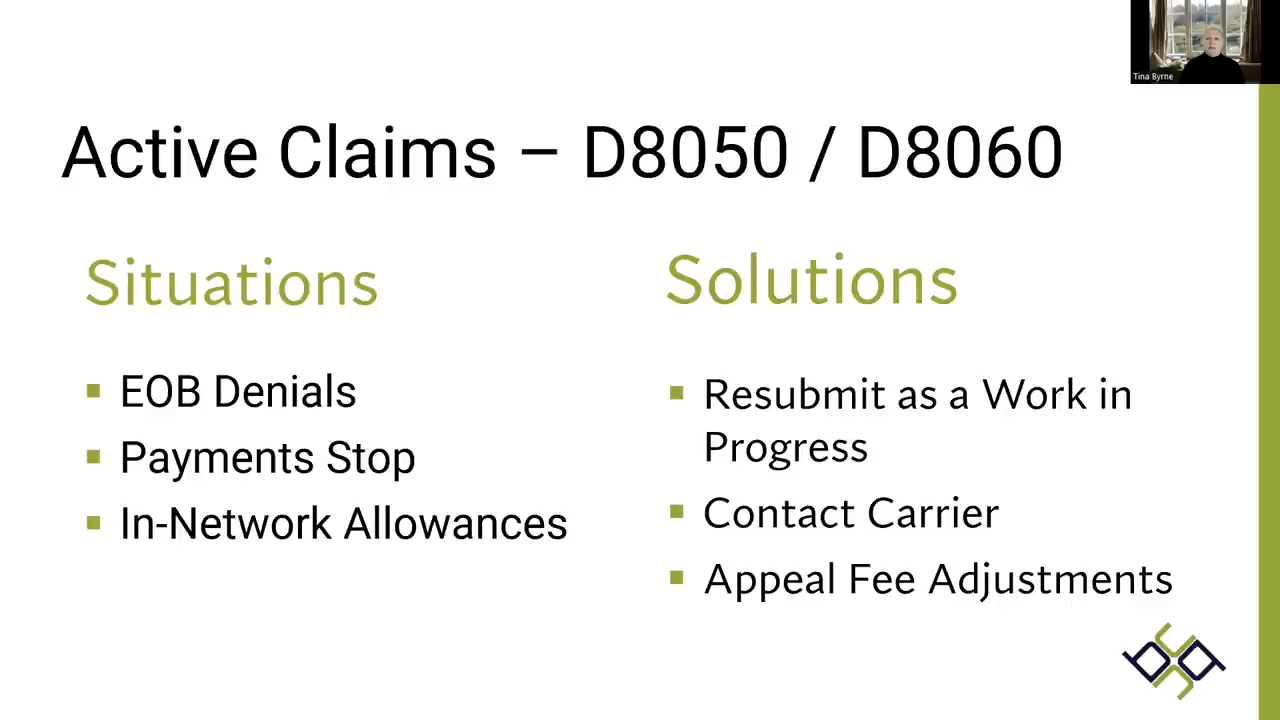 Tina Byrne
Active Claims – D8050 / D8060
Situations
▪ EOB Denials
▪ Payments Stop
▪ In-Network Allowances
Solutions
▪ Resubmit as a Work in
Progress
▪ Contact Carrier
▪ Appeal Fee Adjustments